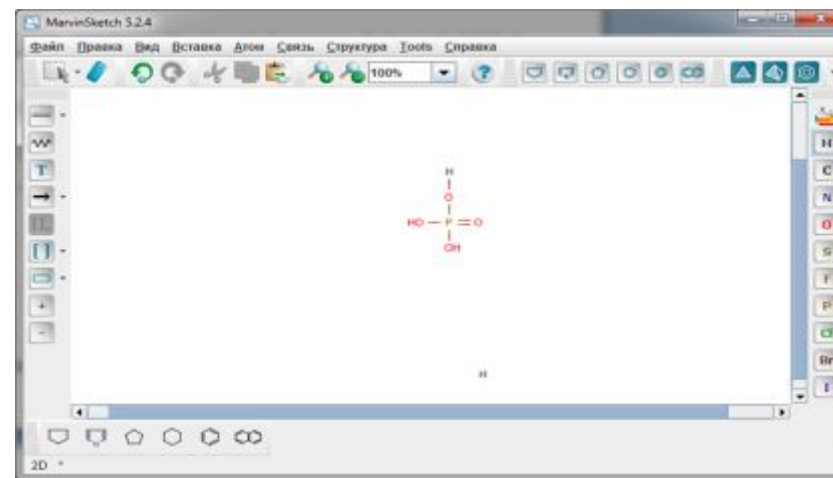 MarvinSketch 5.2.4
Файл Правка Вид Вставка Атом Связь Структура Tools Справка
100%
T
H
C
N
O
S
F
P
Cl
Br
I
H
O
HO P O
OH
H
2D